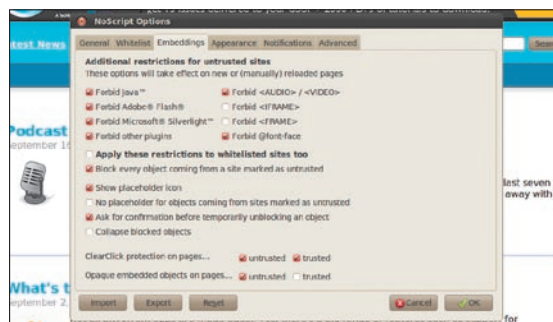 NoScript Options
test News
General Whitelist Embeddings Appearance Notifications Advanced
Additional restrictions for untrusted sites
These options will take effect on new or (manually) reloaded pages
Forbid Java™ Forbid <AUDIO> / <VIDEO>
Forbid Adobe® Flash® Forbid <IFRAME>
Forbid Microsoft® Silverlight™ Forbid <FRAME>
Forbid other plugins Forbid @font-face
Apply these restrictions to whitelisted sites too
Block every object coming from a site marked as untrusted
Show placeholder icon
No placeholder for objects coming from sites marked as untrusted
Ask for confirmation before temporarily unblocking an object
Collapse blocked objects
ClearClick protection on pages... untrusted trusted
Opaque embedded objects on pages... untrusted trusted
Import Export Reset Cancel OK
Podcast
eptember 16
last seven
away with
What's t
eptember 2,
for